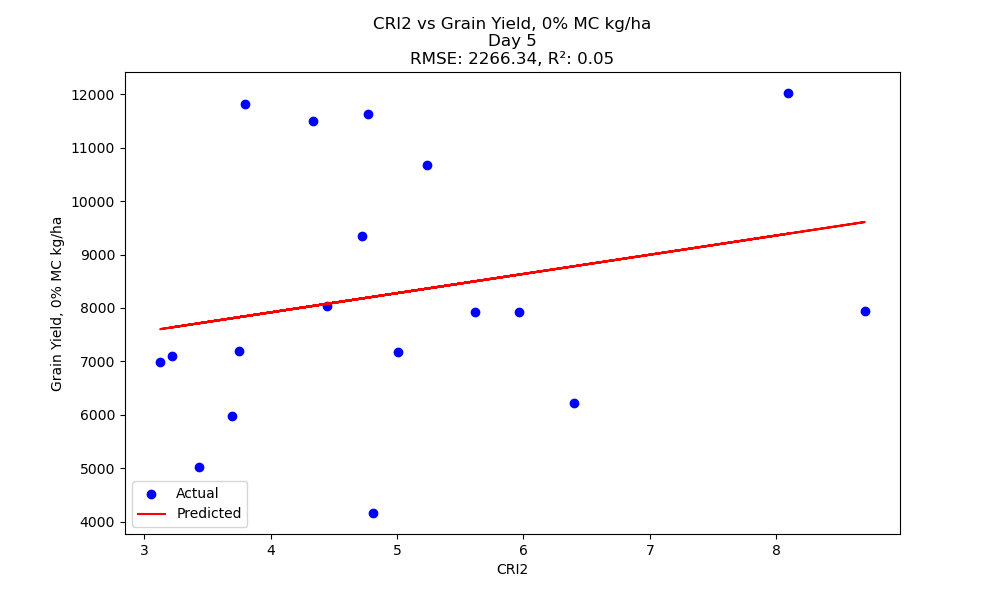 CRI2 vs Grain Yield, 0% MC kg/ha
Day 5
RMSE: 2266.34, R²: 0.05
Grain Yield, 0% MC kg/ha
12000
11000
10000
9000
8000
7000
6000
5000
4000
Actual
Predicted
3 4 5 6 7 8
CRI2